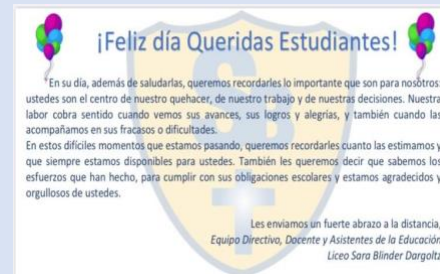 ¡Feliz día Queridas Estudiantes!
En su día, además de saludarlas, queremos recordarles lo importante que son para nosotros:
ustedes son el centro de nuestro quehacer, de nuestro trabajo y de nuestras decisiones. Nuestra
labor cobra sentido cuando vemos sus avances, sus logros y alegrías, y también cuando las
acompañamos en sus fracasos o dificultades.
En estos difíciles momentos que estamos pasando, queremos recordarles cuanto las estimamos y
que siempre estamos disponibles para ustedes. También les queremos decir que sabemos los
esfuerzos que han hecho, para cumplir con sus obligaciones escolares y estamos agradecidos y
orgullosos de ustedes.
Les enviamos un fuerte abrazo a la distancia,
Equipo Directivo, Docente y Asistentes de la Educación
Liceo Sara Blinder Dargoltz